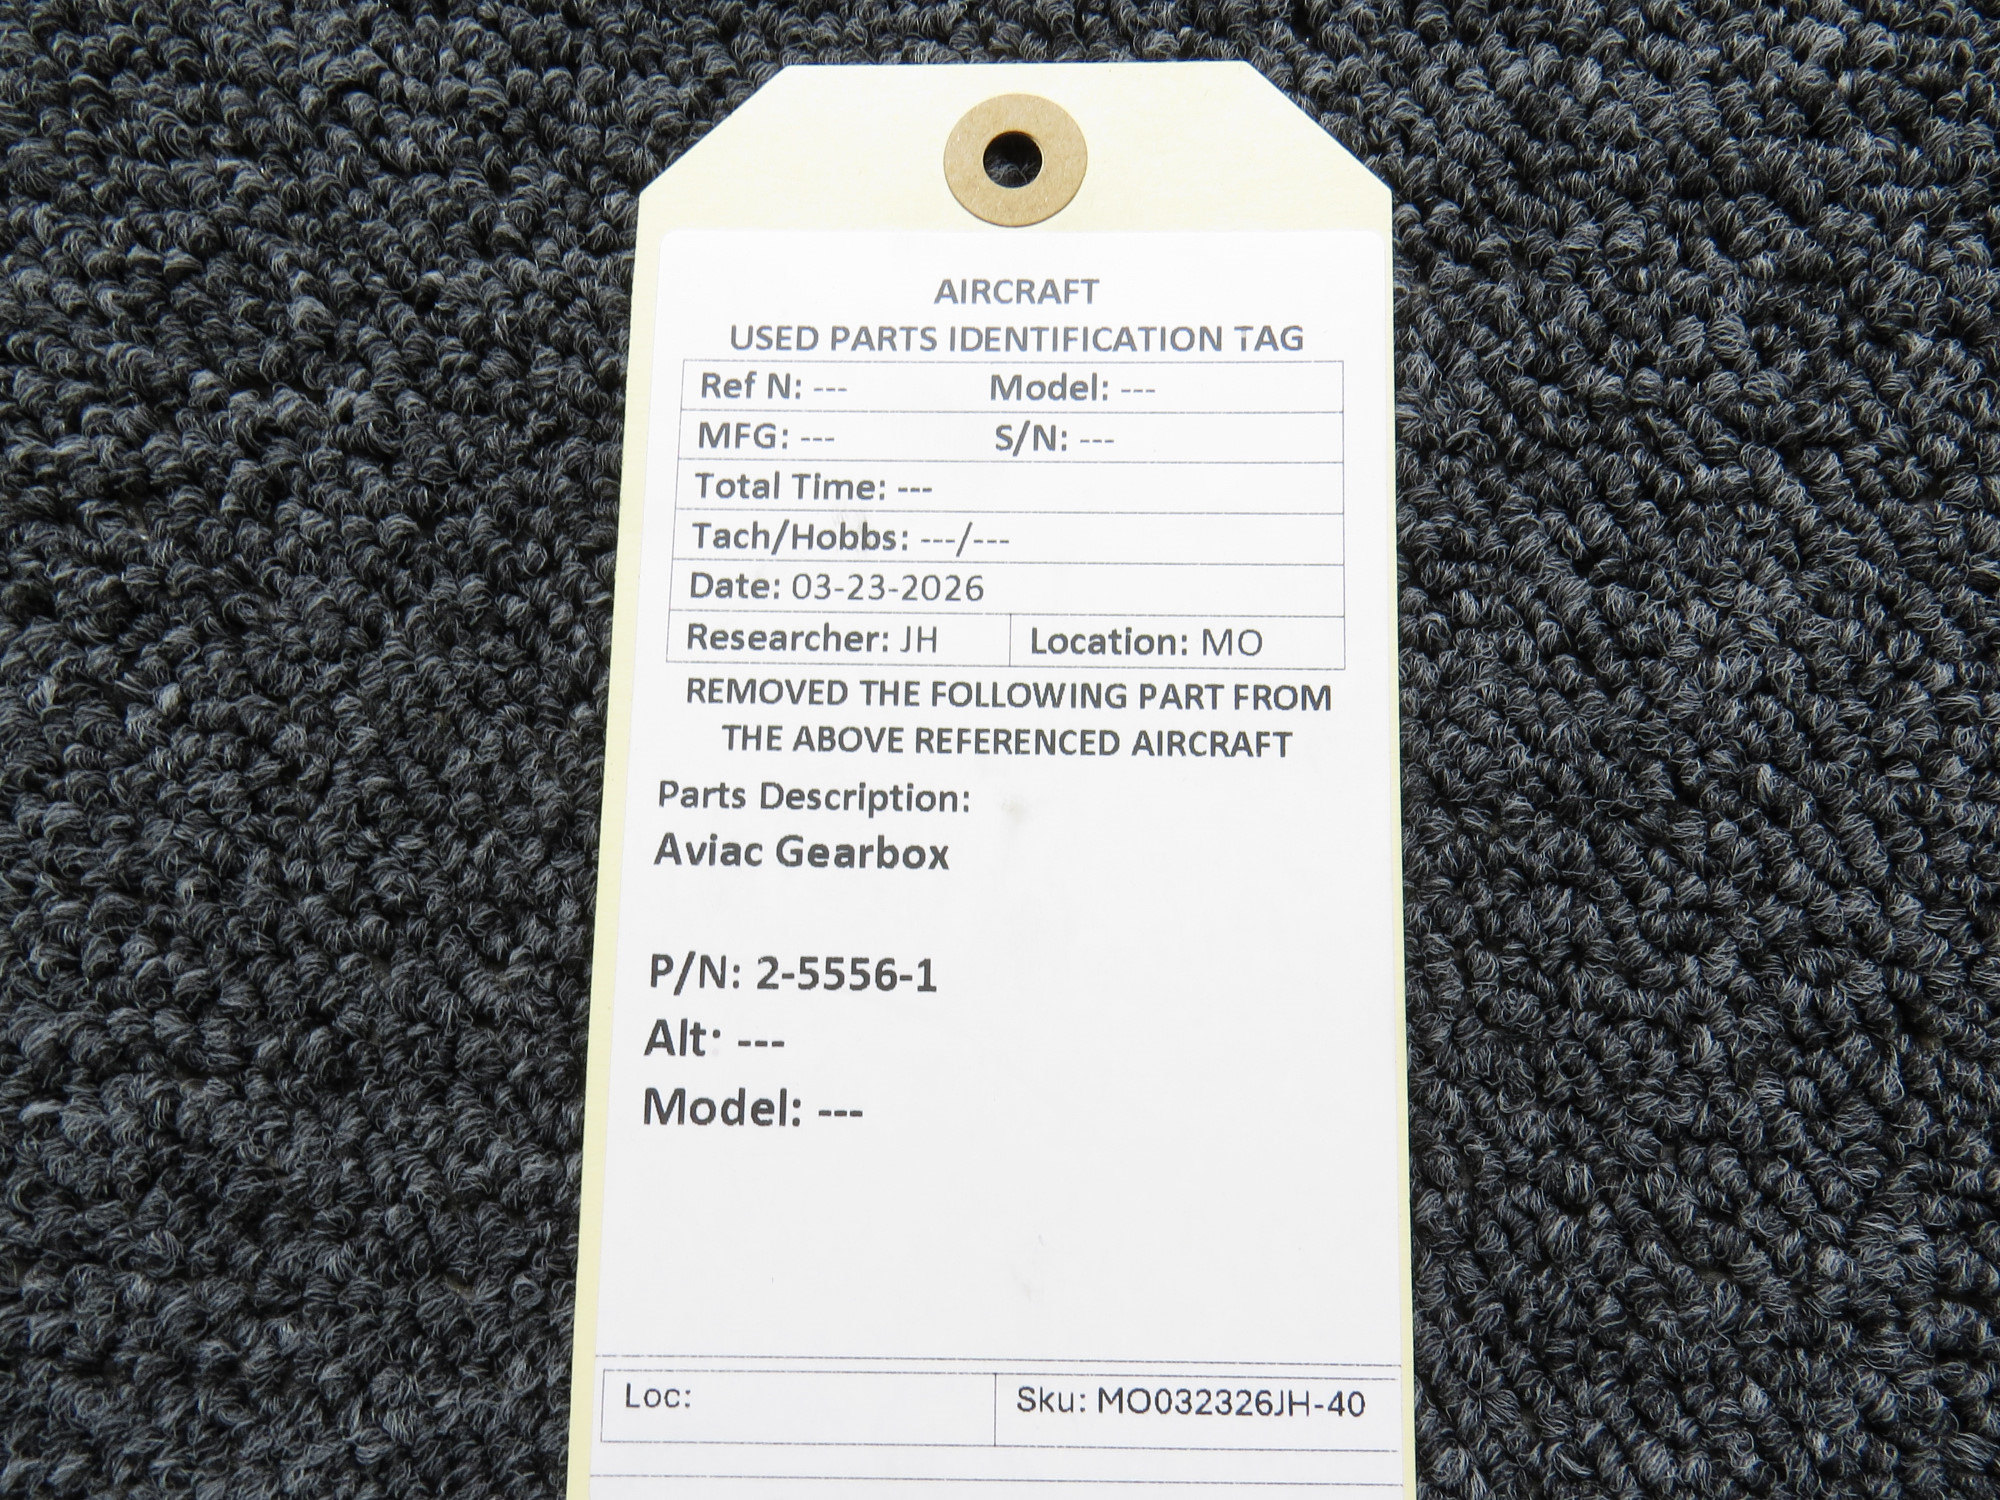 AIRCRAFT
USED PARTS IDENTIFICATION TAG
Ref N: --- Model: ---
MFG: --- S/N: ---
Total Time: ---
Tach/Hobbs: ---/---
Date: 03-23-2026
Researcher: JH Location: MO
REMOVED THE FOLLOWING PART FROM
THE ABOVE REFERENCED AIRCRAFT
Parts Description:
Aviac Gearbox
P/N: 2-5556-1
Alt: ---
Model: ---
Loc: Sku: MO032326JH-40